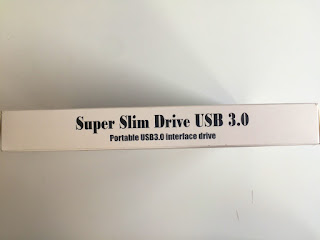 Super Slim Drive USB 3.0
Portable USB3.0 interface drive